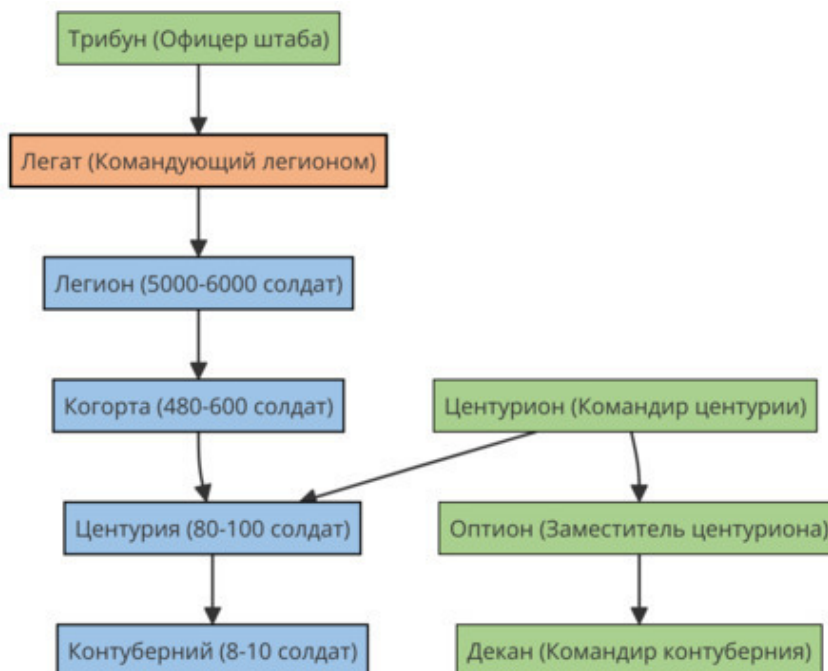 Трибун (Офицер штаба)
Легат (Командующий легионом)
Легион (5000-6000 солдат)
Когорта (480-600 солдат)
Центурион (Командир центурии)
Центурия (80-100 солдат)
Оптион (Заместитель центуриона)
Контуберний (8-10 солдат)
Декан (Командир контуберния)